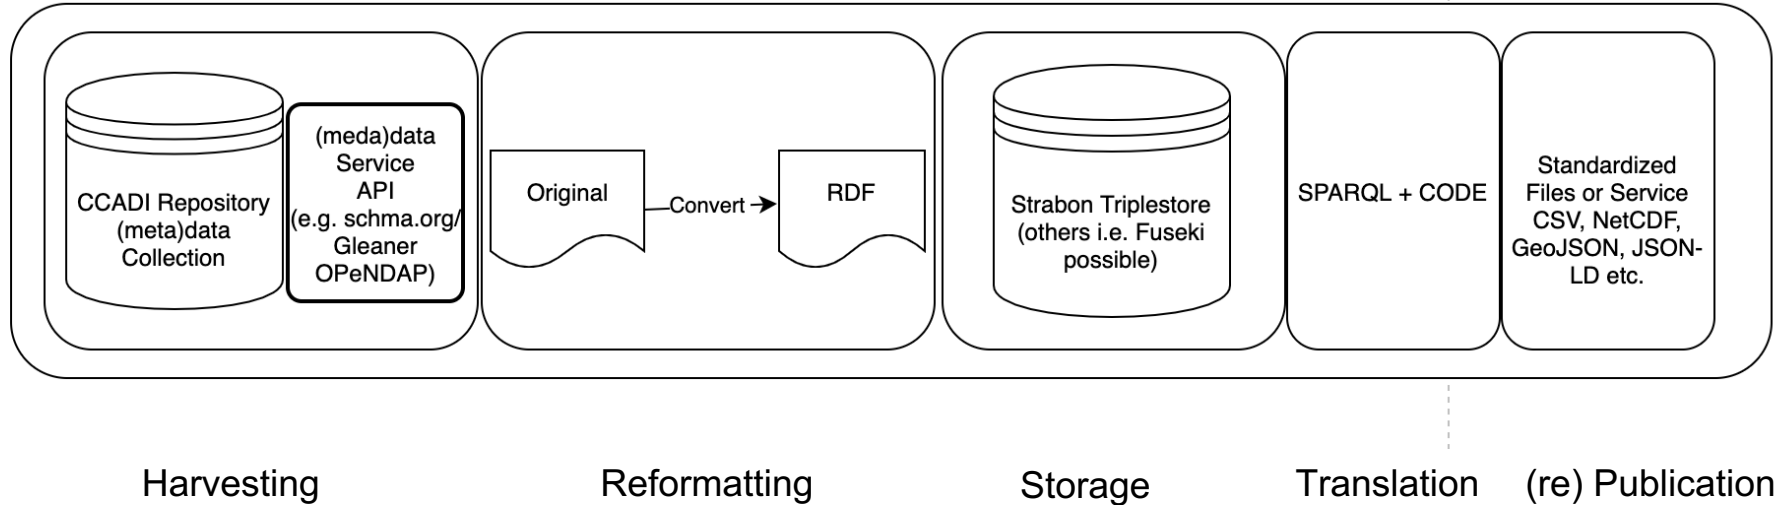 CCADI Repository
(meta)data
Collection
(meda)data
Service
API
(e.g. schma.org/
Gleaner
OPeNDAP)
Original
Convert
RDF
Strabon Triplestore
(others i.e. Fuseki
possible)
SPARQL + CODE
Standardized
Files or Service
CSV, NetCDF,
GeoJSON, JSON-
LD etc.
Harvesting
Reformatting
Storage
Translation
(re) Publication